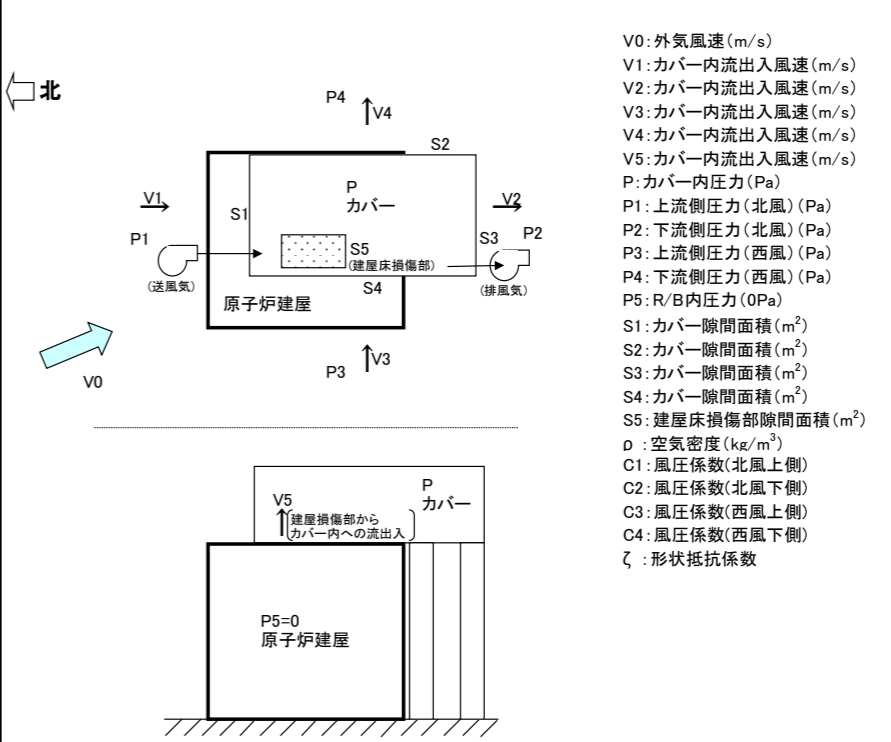 北
P4
V4
S2
P
カバー
V1
V2
S1
P1
S5
(建屋床損傷部)
S3
P2
(送風気)
S4
(排風気)
原子炉建屋
P3
V3
V0
P
カバー
V5
建屋損傷部から
カバー内への流出入
P5=0
原子炉建屋
V0:外気風速(m/s)
V1:カバー内流出入風速(m/s)
V2:カバー内流出入風速(m/s)
V3:カバー内流出入風速(m/s)
V4:カバー内流出入風速(m/s)
V5:カバー内流出入風速(m/s)
P:カバー内圧力(Pa)
P1:上流側圧力(北風)(Pa)
P2:下流側圧力(北風)(Pa)
P3:上流側圧力(西風)(Pa)
P4:下流側圧力(西風)(Pa)
P5:R/B内圧力(0Pa)
S1:カバー隙間面積(m²)
S2:カバー隙間面積(m²)
S3:カバー隙間面積(m²)
S4:カバー隙間面積(m²)
S5:建屋床損傷部隙間面積(m²)
ρ:空気密度(kg/m³)
C1:風圧係数(北風上側)
C2:風圧係数(北風下側)
C3:風圧係数(西風上側)
C4:風圧係数(西風下側)
ζ:形状抵抗係数